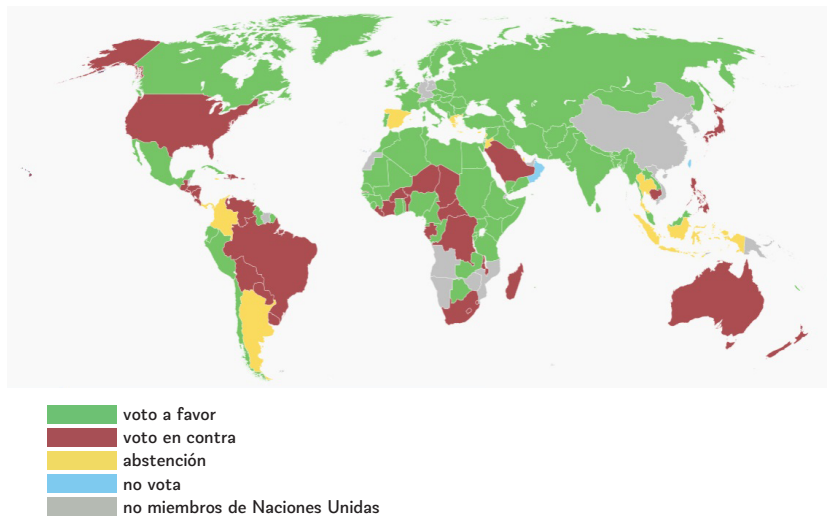 voto a favor
voto en contra
abstención
no vota
no miembros de Naciones Unidas